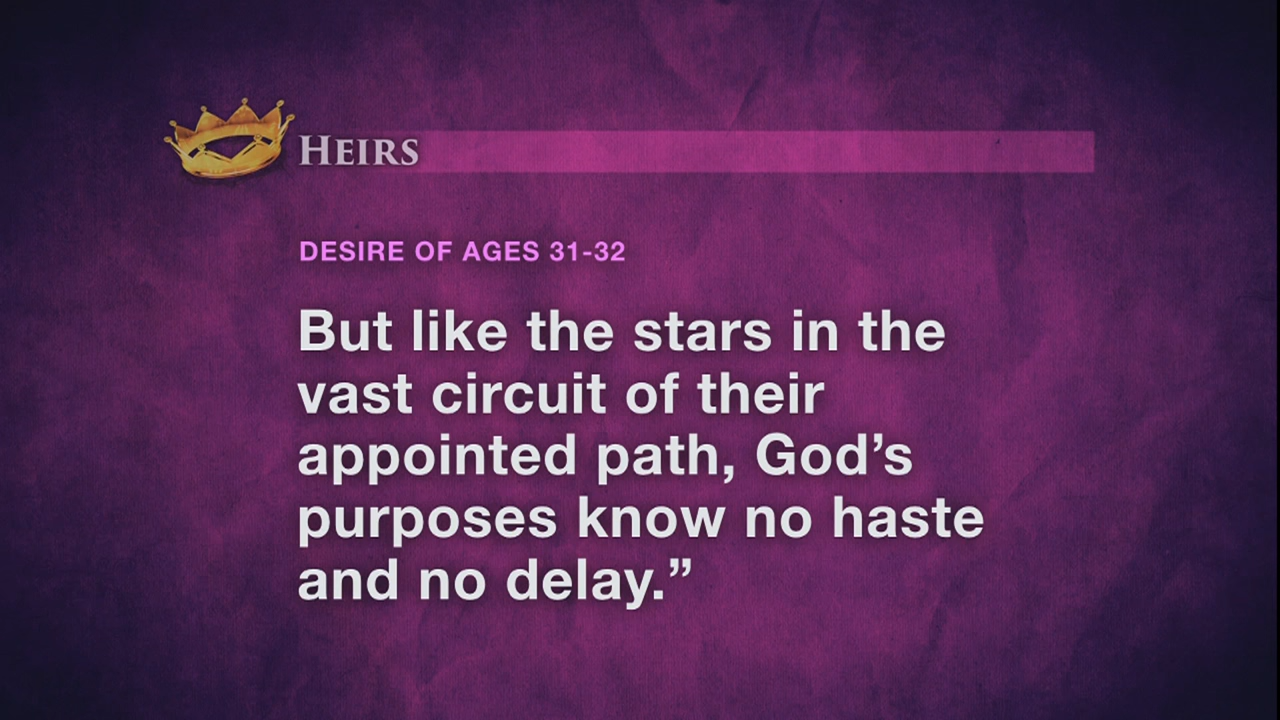 Heirs
DESIRE OF AGES 31-32
But like the stars in the
vast circuit of their
appointed path, God’s
purposes know no haste
and no delay.”